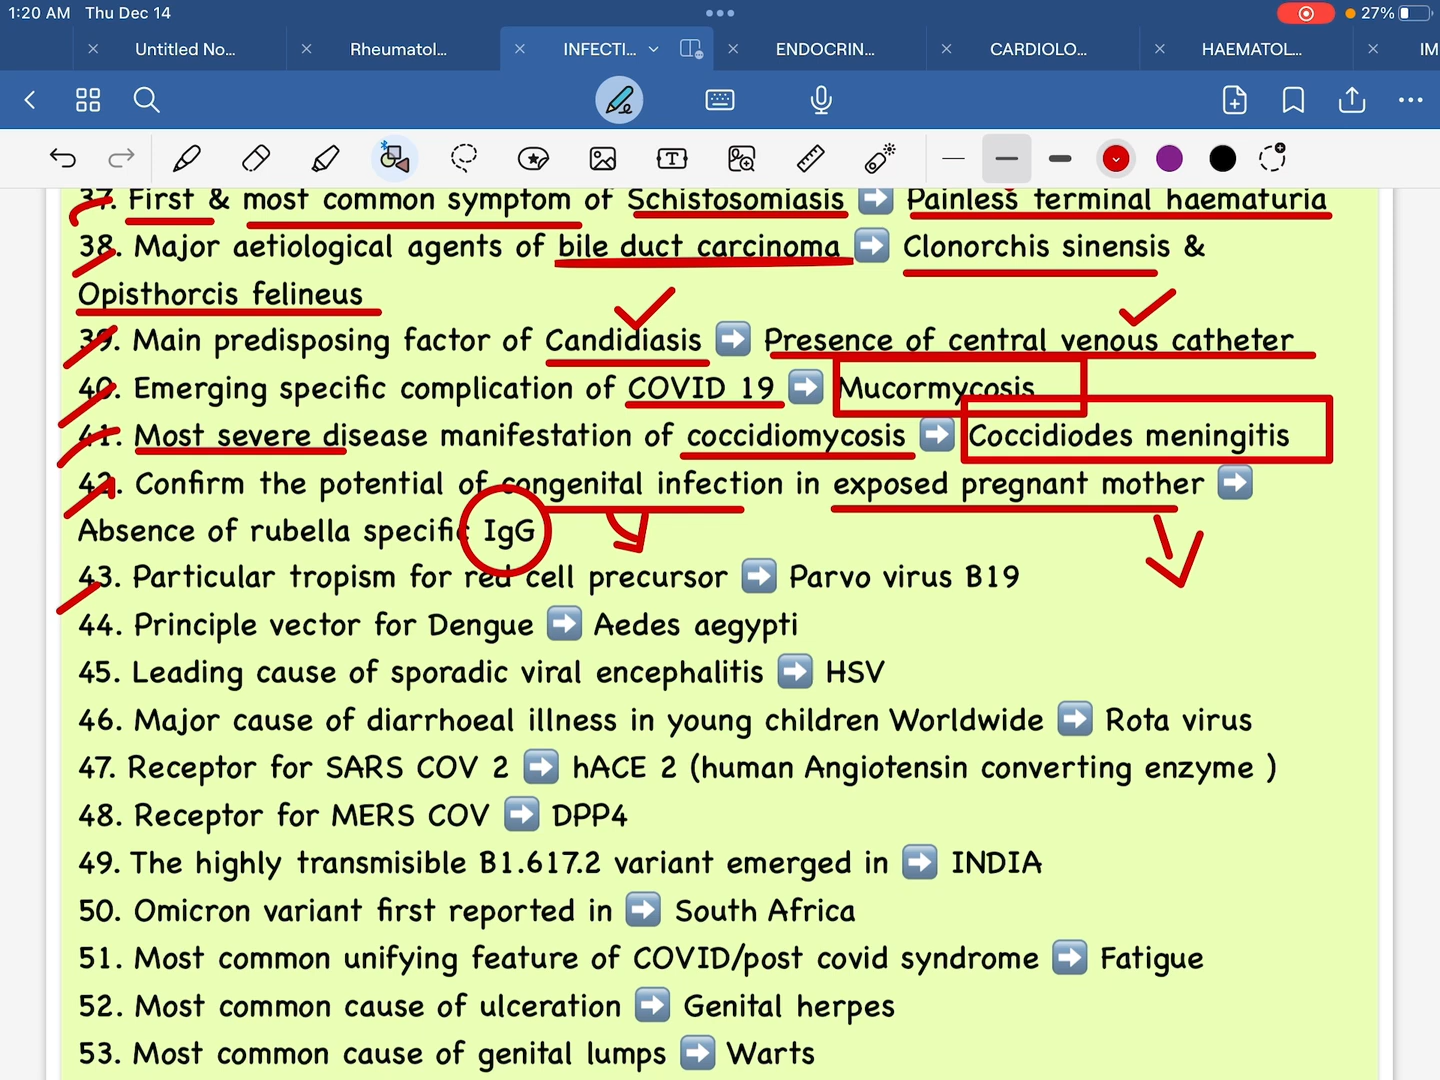 1:20 AM Thu Dec 14
27%
Untitled No... Rheumatol... INFECTI... ENDOCRIN... CARDIOLO... HAEMATOL... IM
37. First & most common symptom of Schistosomiasis ➡ Painless terminal haematuria
38. Major aetiological agents of bile duct carcinoma ➡ Clonorchis sinensis &
Opisthorcis felineus
39. Main predisposing factor of Candidiasis ➡ Presence of central venous catheter
40. Emerging specific complication of COVID 19 ➡ Mucormycosis
41. Most severe disease manifestation of coccidiomycosis ➡ Coccidiodes meningitis
42. Confirm the potential of congenital infection in exposed pregnant mother ➡
Absence of rubella specific IgG
43. Particular tropism for red cell precursor ➡ Parvo virus B19
44. Principle vector for Dengue ➡ Aedes aegypti
45. Leading cause of sporadic viral encephalitis ➡ HSV
46. Major cause of diarrhoeal illness in young children Worldwide ➡ Rota virus
47. Receptor for SARS COV 2 ➡ hACE 2 (human Angiotensin converting enzyme )
48. Receptor for MERS COV ➡ DPP4
49. The highly transmisible B1.617.2 variant emerged in ➡ INDIA
50. Omicron variant first reported in ➡ South Africa
51. Most common unifying feature of COVID/post covid syndrome ➡ Fatigue
52. Most common cause of ulceration ➡ Genital herpes
53. Most common cause of genital lumps ➡ Warts